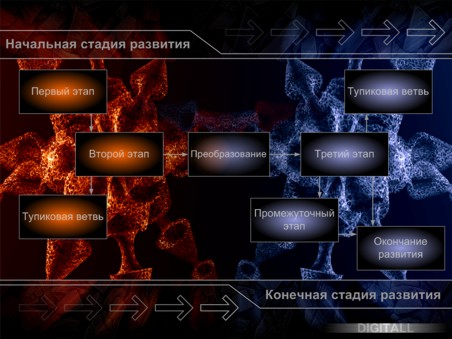 Начальная стадия развития
Первый этап
Тупиковая ветвь
Второй этап
Преобразование
Третий этап
Тупиковая ветвь
Промежуточный
этап
Окончание
развития
Конечная стадия развития
DIGITALL